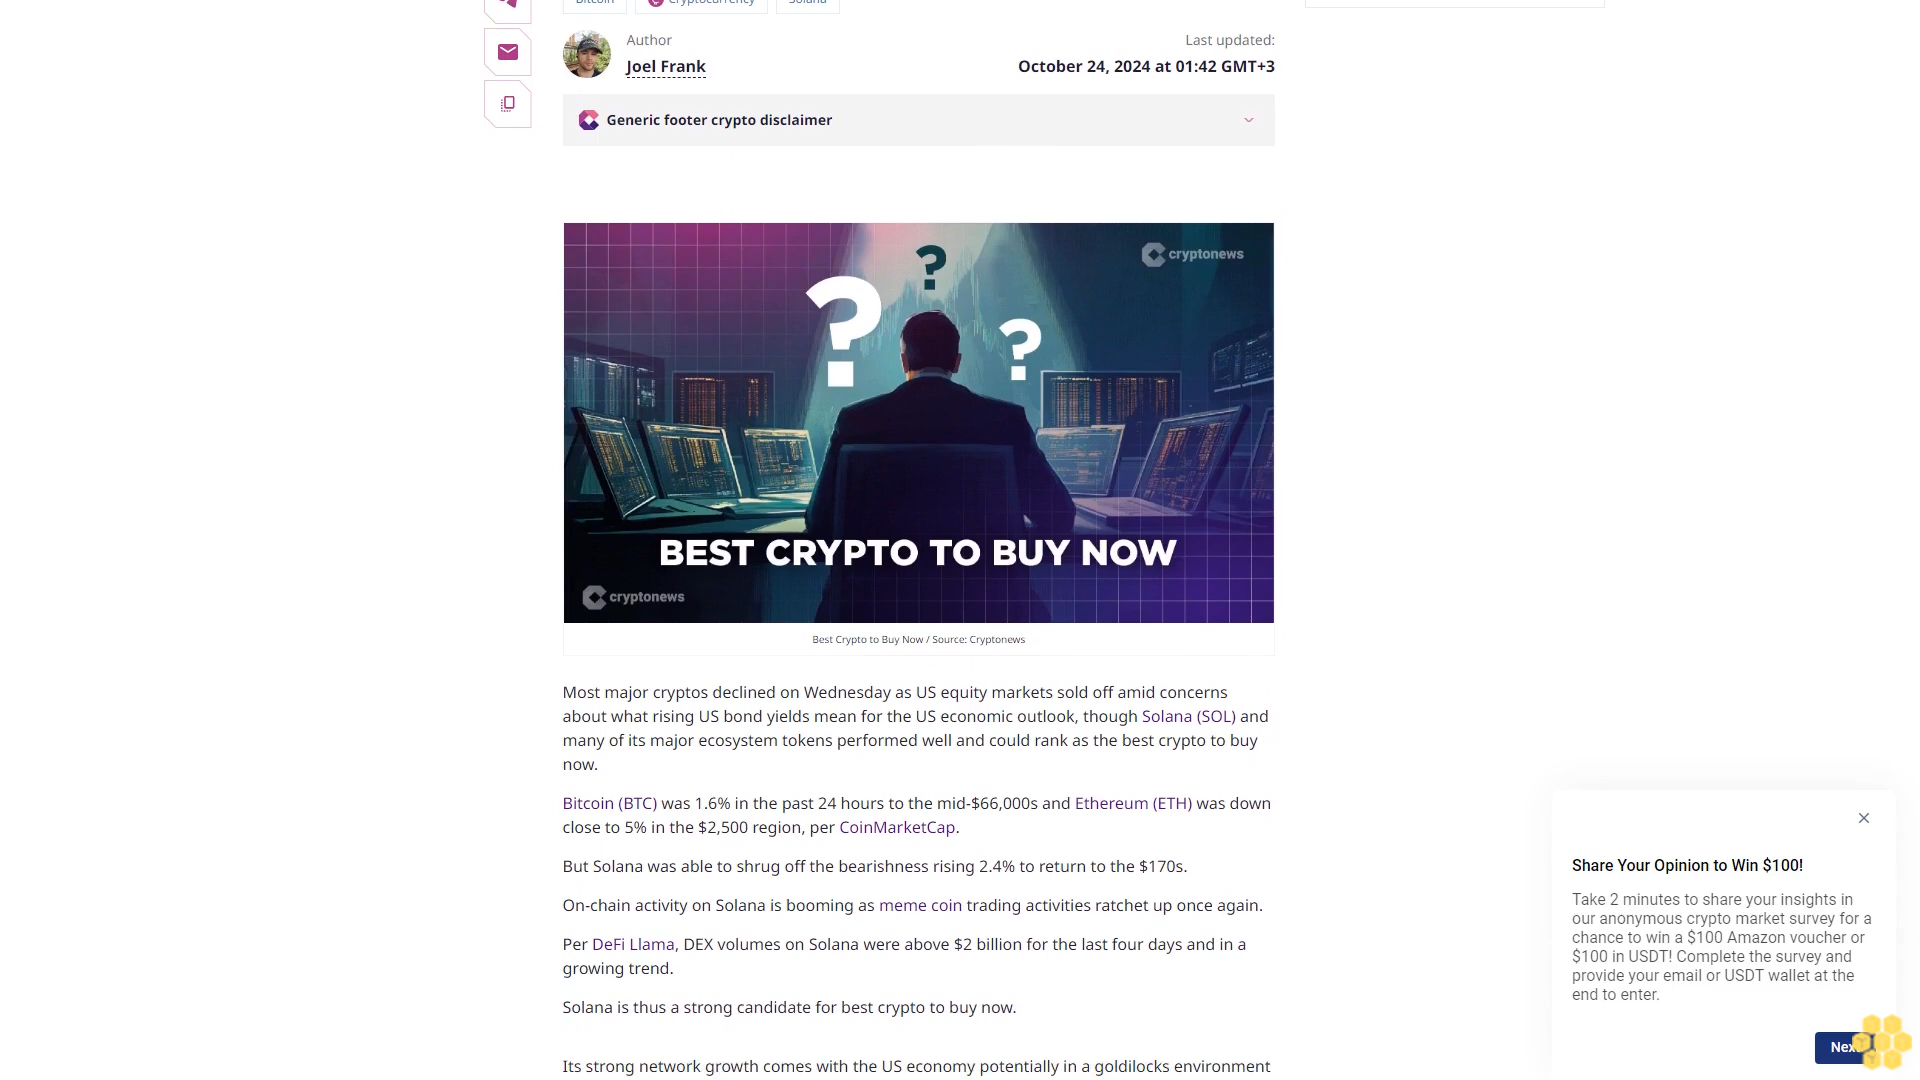 Bitcoin
Cryptocurrency
Solana
Author
Joel Frank
Last updated:
October 24, 2024 at 01:42 GMT+3
Generic footer crypto disclaimer
cryptonews
? ? ?
BEST CRYPTO TO BUY NOW
cryptonews
Best Crypto to Buy Now / Source: Cryptonews
Most major cryptos declined on Wednesday as US equity markets sold off amid concerns
about what rising US bond yields mean for the US economic outlook, though Solana (SOL) and
many of its major ecosystem tokens performed well and could rank as the best crypto to buy
now.
Bitcoin (BTC) was 1.6% in the past 24 hours to the mid-$66,000s and Ethereum (ETH) was down
close to 5% in the $2,500 region, per CoinMarketCap.
But Solana was able to shrug off the bearishness rising 2.4% to return to the $170s.
On-chain activity on Solana is booming as meme coin trading activities ratchet up once again.
Per DeFi Llama, DEX volumes on Solana were above $2 billion for the last four days and in a
growing trend.
Solana is thus a strong candidate for best crypto to buy now.
Its strong network growth comes with the US economy potentially in a goldilocks environment
Share Your Opinion to Win $100!
Take 2 minutes to share your insights in
our anonymous crypto market survey for a
chance to win a $100 Amazon voucher or
$100 in USDT! Complete the survey and
provide your email or USDT wallet at the
end to enter.